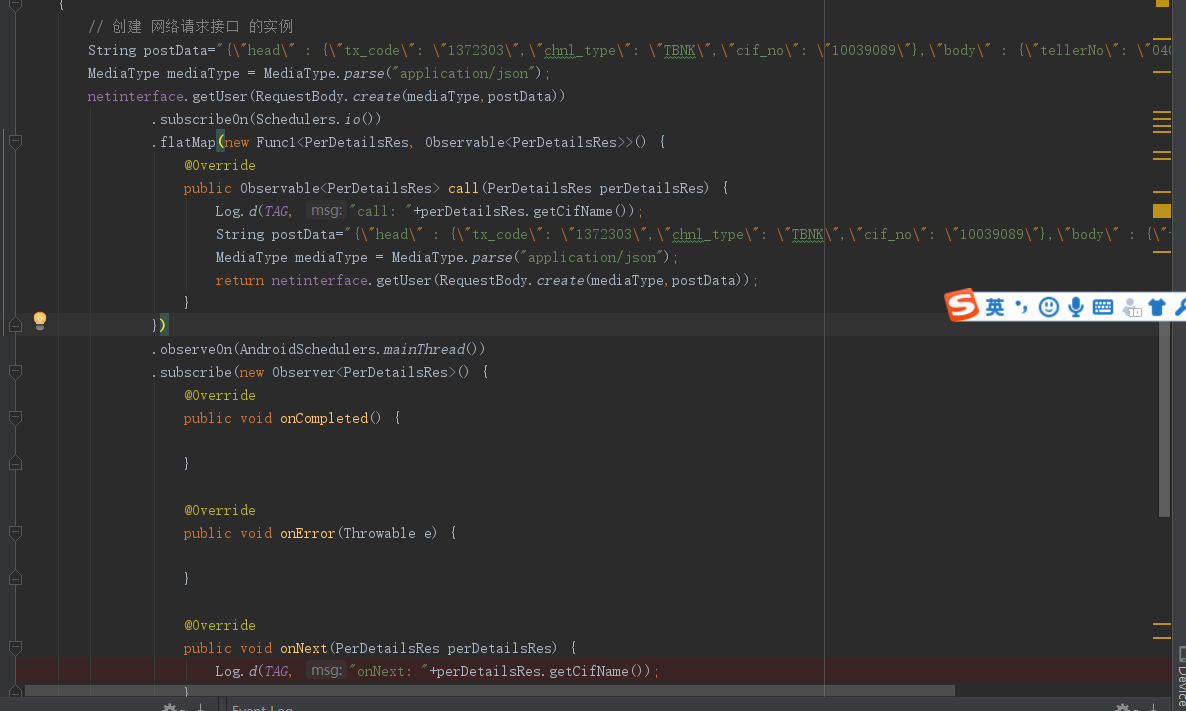 {
// 创建 网络请求接口 的实例
String postData="{\"head\" : {\"tx_code\": \"1372303\",\"chnl_type\": \"TBNK\",\"cif_no\": \"10039089\"},\"body\" : {\"tellerNo\": \"040
MediaType mediaType = MediaType.parse("application/json");
netinterface.getUser(RequestBody.create(mediaType,postData))
.subscribeOn(Schedulers.io())
.flatMap(new Func1<PerDetailsRes, Observable<PerDetailsRes>>() {
@Override
public Observable<PerDetailsRes> call(PerDetailsRes perDetailsRes) {
Log.d(TAG, msg: "call: "+perDetailsRes.getCifName());
String postData="{\"head\" : {\"tx_code\": \"1372303\",\"chnl_type\": \"TBNK\",\"cif_no\": \"10039089\"},\"body\" : {\"
MediaType mediaType = MediaType.parse("application/json");
return netinterface.getUser(RequestBody.create(mediaType,postData));
}
英
})
.observeOn(AndroidSchedulers.mainThread())
.subscribe(new Observer<PerDetailsRes>() {
@Override
public void onCompleted() {
}
@Override
public void onError(Throwable e) {
}
@Override
public void onNext(PerDetailsRes perDetailsRes) {
Log.d(TAG, msg: "onNext: "+perDetailsRes.getCifName());
}
Device
Event Log